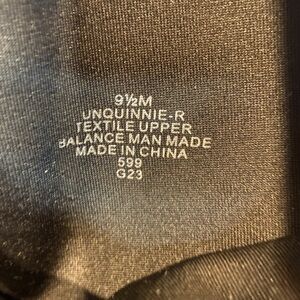 9½M
UNQUINNIE-R
TEXTILE UPPER
BALANCE MAN MADE
MADE IN CHINA
599
G23